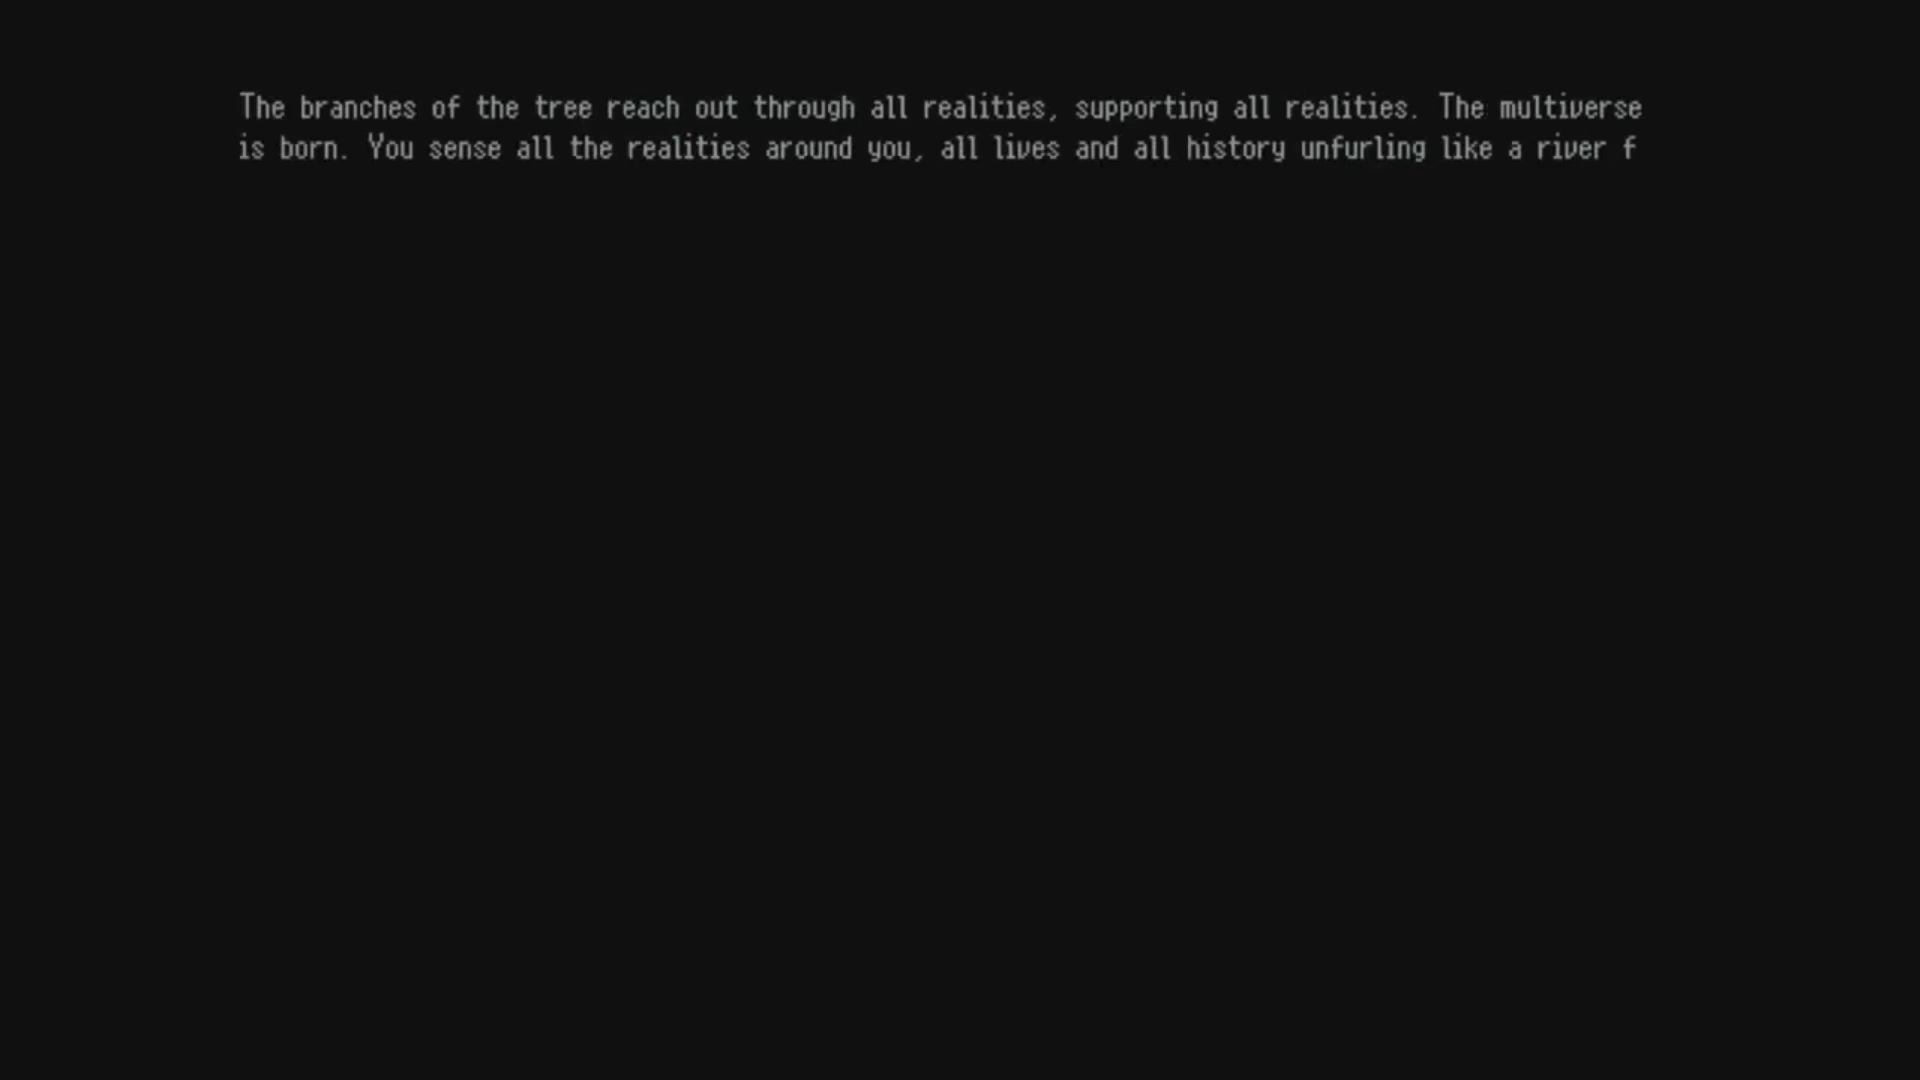 The branches of the tree reach out through all realities, supporting all realities. The multiverse
is born. You sense all the realities around you, all lives and all history unfurling like a river f